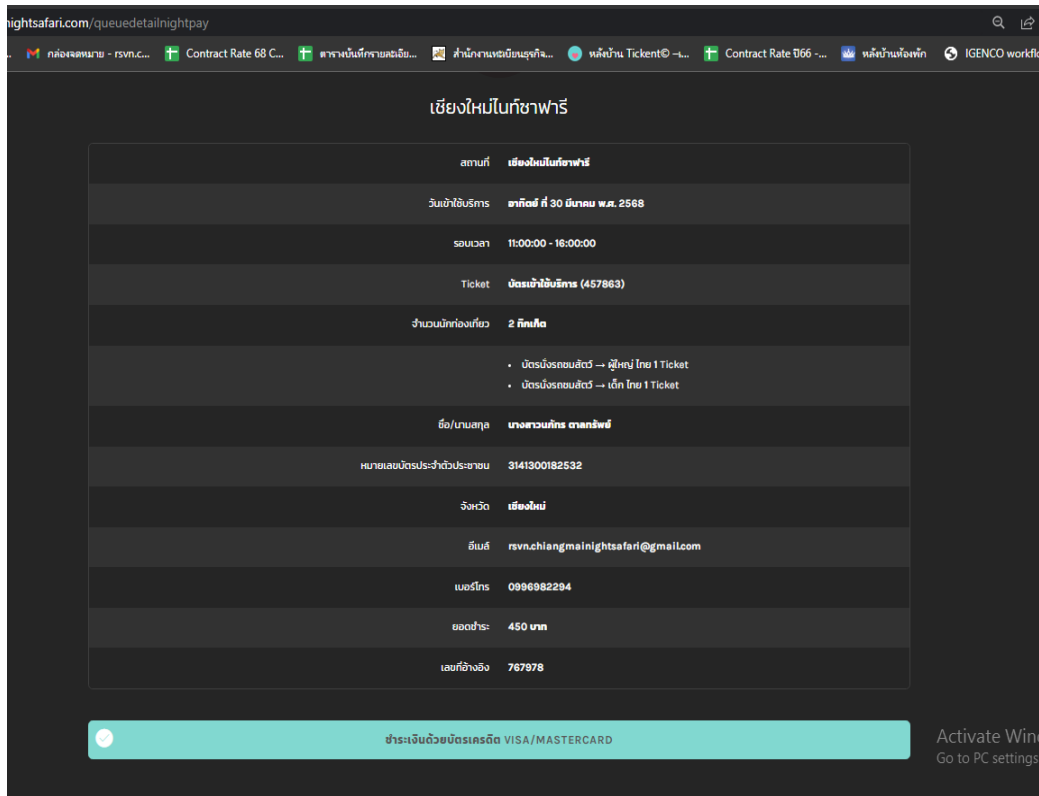 nightsafari.com/queuedetailnightpay
กล่องจดหมาย - rsvn.c... Contract Rate 68 C... ตารางบันทึกรายละเอีย... สำนักงานทะเบียนธุรกิจ... หลังบ้าน Tickent© –เ... Contract Rate ปี66 -... หลังบ้านห้องพัก IGENCO workflo
เชียงใหม่ไนท์ซาฟารี
สถานที่ เชียงใหม่ไนท์ซาฟารี
วันเข้าใช้บริการ อาทิตย์ ที่ 30 มีนาคม พ.ศ. 2568
รอบเวลา 11:00:00 - 16:00:00
Ticket บัตรเข้าใช้บริการ (457863)
จำนวนนักท่องเที่ยว 2 ทิกเก็ต
• บัตรนั่งรถชมสัตว์ → ผู้ใหญ่ ไทย 1 Ticket
• บัตรนั่งรถชมสัตว์ → เด็ก ไทย 1 Ticket
ชื่อ/นามสกุล นางสาวนภัทร ตาลทรัพย์
หมายเลขบัตรประจำตัวประชาชน 3141300182532
จังหวัด เชียงใหม่
อีเมล์ rsvn.chiangmainightsafari@gmail.com
เบอร์โทร 0996982294
ยอดชำระ 450 บาท
เลขที่อ้างอิง 767978
ชำระเงินด้วยบัตรเครดิต VISA/MASTERCARD
Activate Win
Go to PC settings